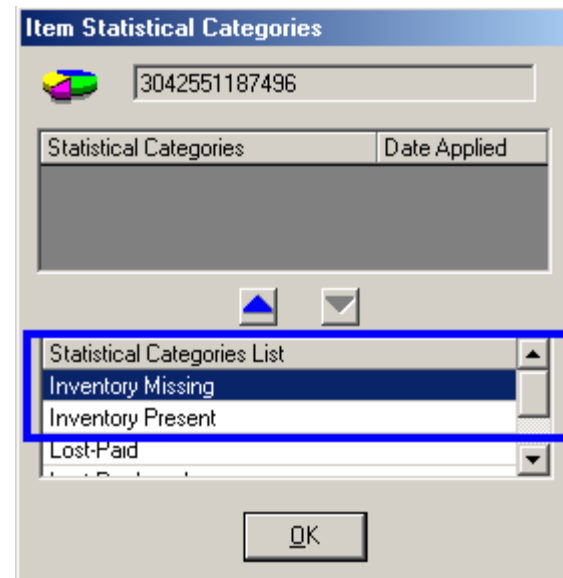 Item Statistical Categories
3042551187496
Statistical Categories Date Applied
Statistical Categories List
Inventory Missing
Inventory Present
Lost-Paid
OK